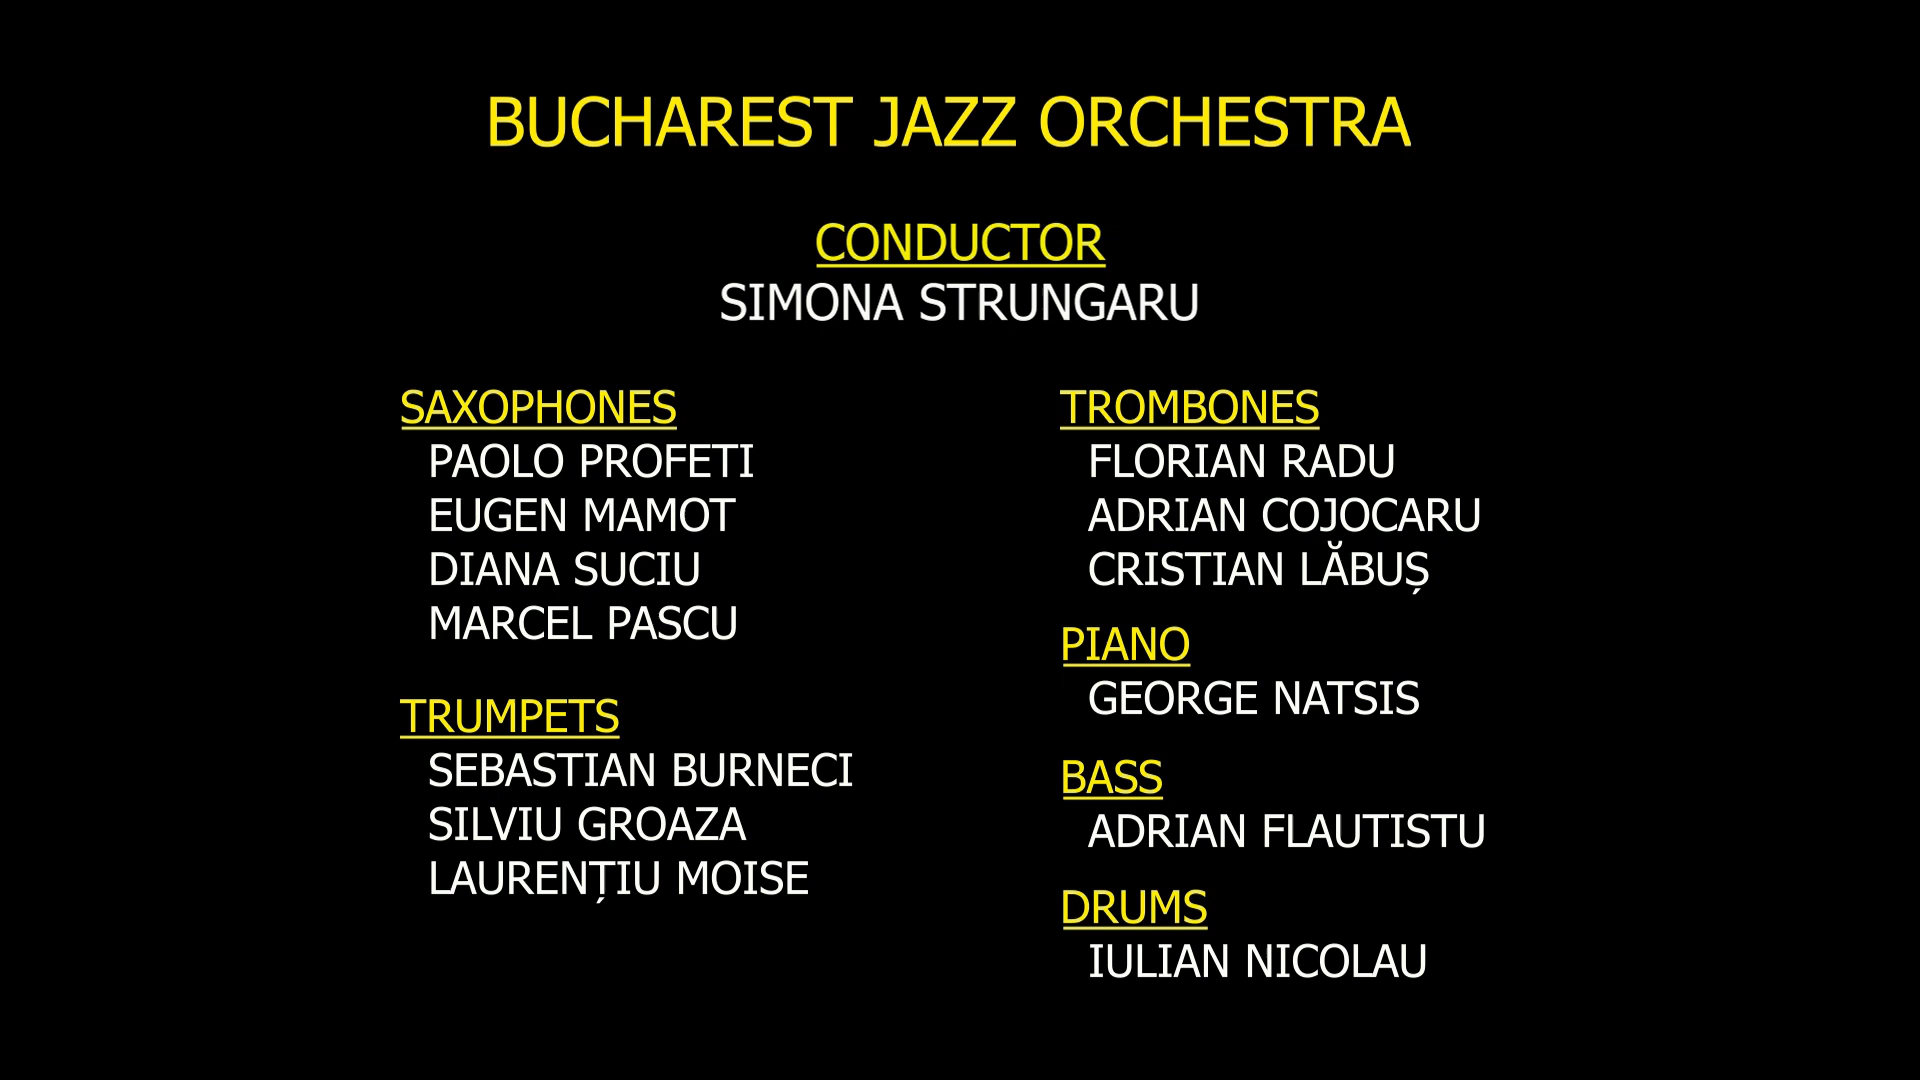 BUCHAREST JAZZ ORCHESTRA
CONDUCTOR
SIMONA STRUNGARU
SAXOPHONES
PAOLO PROFETI
EUGEN MAMOT
DIANA SUCIU
MARCEL PASCU
TRUMPETS
SEBASTIAN BURNECI
SILVIU GROAZA
LAURENȚIU MOISE
TROMBONES
FLORIAN RADU
ADRIAN COJOCARU
CRISTIAN LĂBUȘ
PIANO
GEORGE NATSIS
BASS
ADRIAN FLAUTISTU
DRUMS
IULIAN NICOLAU